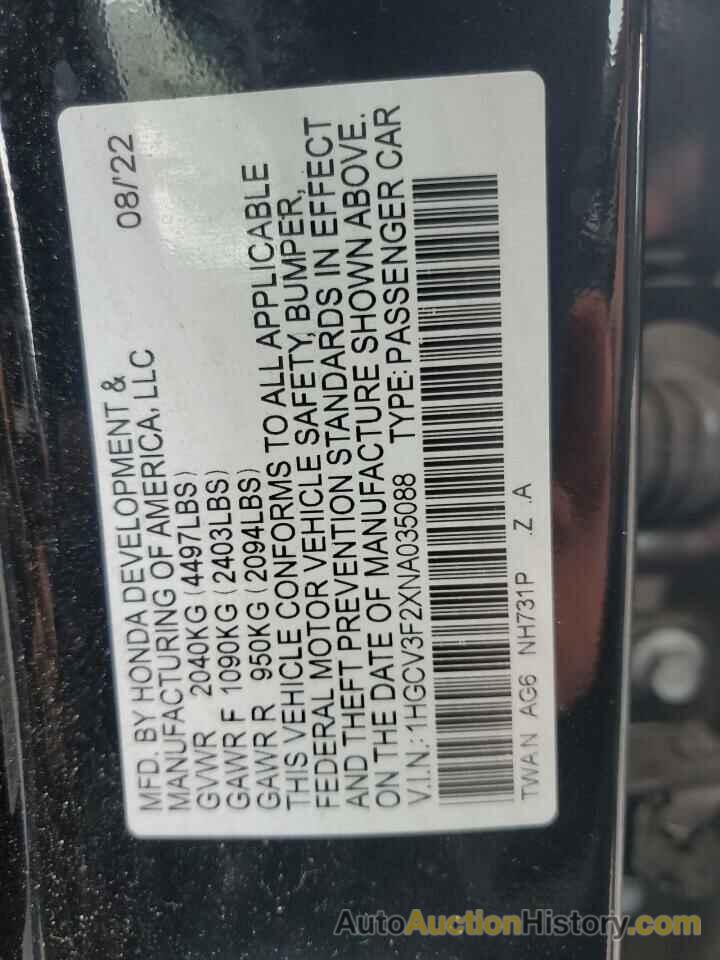 MFD. BY HONDA DEVELOPMENT & 08/'22
MANUFACTURING OF AMERICA, LLC
GVWR 2040KG (4497LBS)
GAWR F 1090KG (2403LBS)
GAWR R 950KG (2094LBS)
THIS VEHICLE CONFORMS TO ALL APPLICABLE
FEDERAL MOTOR VEHICLE SAFETY, BUMPER,
AND THEFT PREVENTION STANDARDS IN EFFECT
ON THE DATE OF MANUFACTURE SHOWN ABOVE.
V.I.N.: 1HGCV3F2XNA035088 TYPE: PASSENGER CAR
TWAN AG6 NH731P .Z .A
AutoAuctionHistory.com